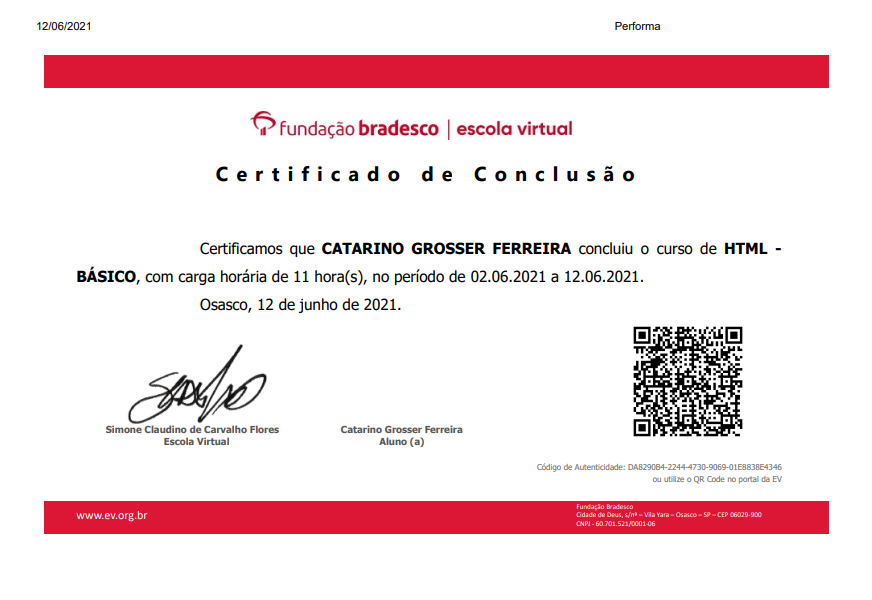 12/06/2021 Performa
fundação bradesco | escola virtual
Certificado de Conclusão
Certificamos que CATARINO GROSSER FERREIRA concluiu o curso de HTML -
BÁSICO, com carga horária de 11 hora(s), no período de 02.06.2021 a 12.06.2021.
Osasco, 12 de junho de 2021.
Simone Claudino de Carvalho Flores
Escola Virtual
Catarino Grosser Ferreira
Aluno (a)
Código de Autenticidade: DA8290B4-2244-4730-9069-01E8838E4346
ou utilize o QR Code no portal da EV
www.ev.org.br
Fundação Bradesco
Cidade de Deus, s/nº – Vila Yara – Osasco – SP – CEP 06029-900
CNPJ - 60.701.521/0001-06